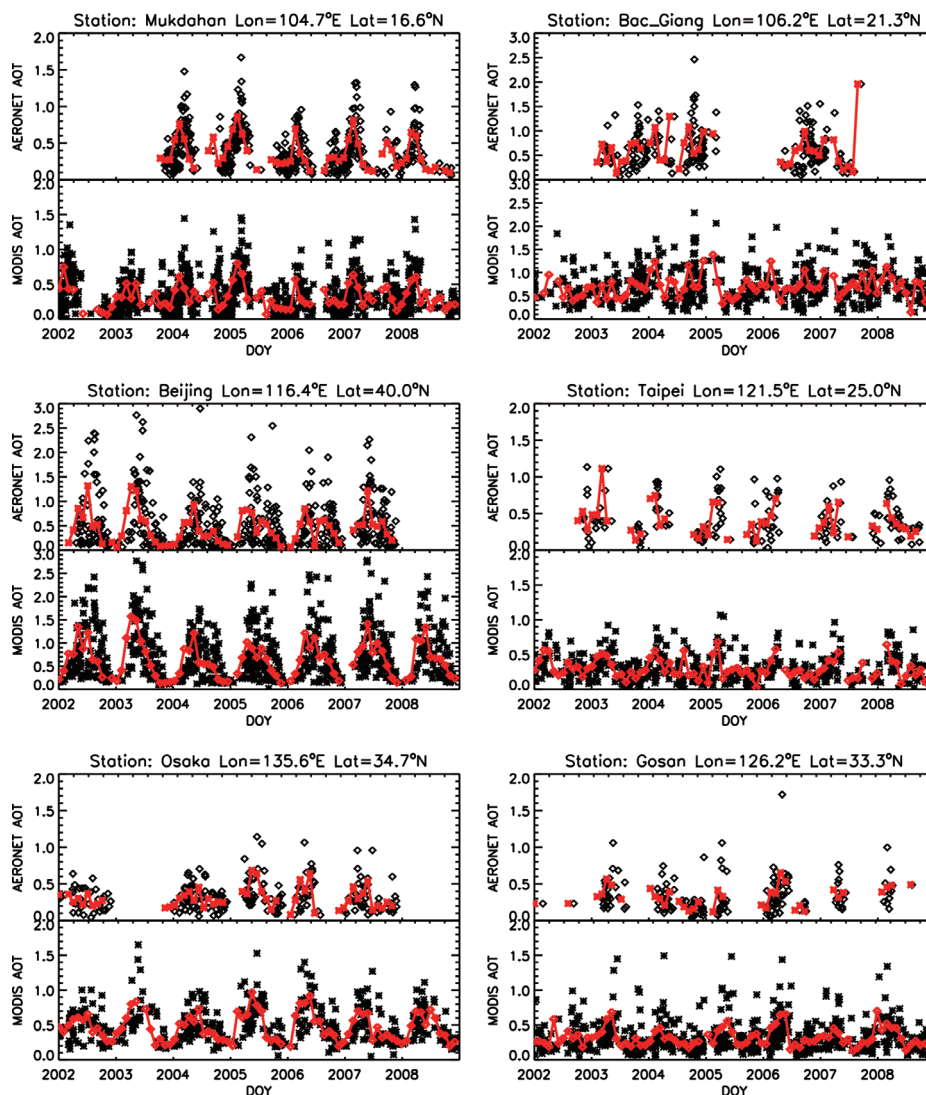 Station: Mukdahan Lon=104.7°E Lat=16.6°N
AERONET AOT
2.0
1.5
1.0
0.5
0.0
MODIS AOT
2.0
1.5
1.0
0.5
0.0
2002 2003 2004 2005 2006 2007 2008
DOY
Station: Bac_Giang Lon=106.2°E Lat=21.3°N
AERONET AOT
3.0
2.5
2.0
1.5
1.0
0.5
0.0
MODIS AOT
3.0
2.5
2.0
1.5
1.0
0.5
0.0
2002 2003 2004 2005 2006 2007 2008
DOY
Station: Beijing Lon=116.4°E Lat=40.0°N
AERONET AOT
3.0
2.5
2.0
1.5
1.0
0.5
0.0
MODIS AOT
3.0
2.5
2.0
1.5
1.0
0.5
0.0
2002 2003 2004 2005 2006 2007 2008
DOY
Station: Taipei Lon=121.5°E Lat=25.0°N
AERONET AOT
2.0
1.5
1.0
0.5
0.0
MODIS AOT
2.0
1.5
1.0
0.5
0.0
2002 2003 2004 2005 2006 2007 2008
DOY
Station: Osaka Lon=135.6°E Lat=34.7°N
AERONET AOT
2.0
1.5
1.0
0.5
0.0
MODIS AOT
2.0
1.5
1.0
0.5
0.0
2002 2003 2004 2005 2006 2007 2008
DOY
Station: Gosan Lon=126.2°E Lat=33.3°N
AERONET AOT
2.0
1.5
1.0
0.5
0.0
MODIS AOT
2.0
1.5
1.0
0.5
0.0
2002 2003 2004 2005 2006 2007 2008
DOY